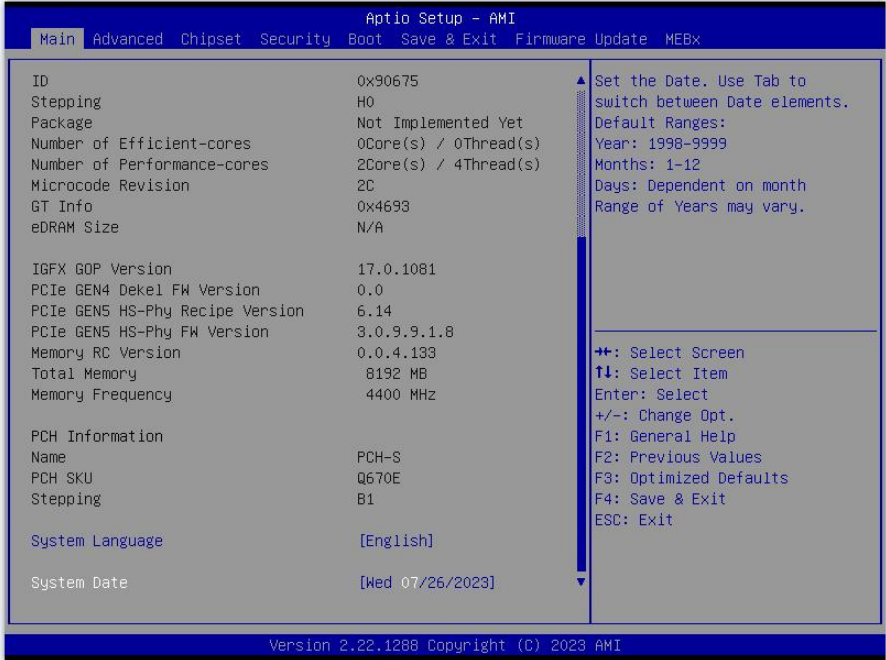 Aptio Setup – AMI
Main Advanced Chipset Security Boot Save & Exit Firmware Update MEBx
ID 0x90675
Stepping H0
Package Not Implemented Yet
Number of Efficient-cores 0Core(s) / 0Thread(s)
Number of Performance-cores 2Core(s) / 4Thread(s)
Microcode Revision 2C
GT Info 0x4693
eDRAM Size N/A
IGFX GOP Version 17.0.1081
PCIe GEN4 Dekel FW Version 0.0
PCIe GEN5 HS-Phy Recipe Version 6.14
PCIe GEN5 HS-Phy FW Version 3.0.9.9.1.8
Memory RC Version 0.0.4.133
Total Memory 8192 MB
Memory Frequency 4400 MHz
PCH Information
Name PCH-S
PCH SKU Q670E
Stepping B1
System Language [English]
System Date [Wed 07/26/2023]
Set the Date. Use Tab to
switch between Date elements.
Default Ranges:
Year: 1998-9999
Months: 1-12
Days: Dependent on month
Range of Years may vary.
→←: Select Screen
↑↓: Select Item
Enter: Select
+/-: Change Opt.
F1: General Help
F2: Previous Values
F3: Optimized Defaults
F4: Save & Exit
ESC: Exit
Version 2.22.1288 Copyright (C) 2023 AMI